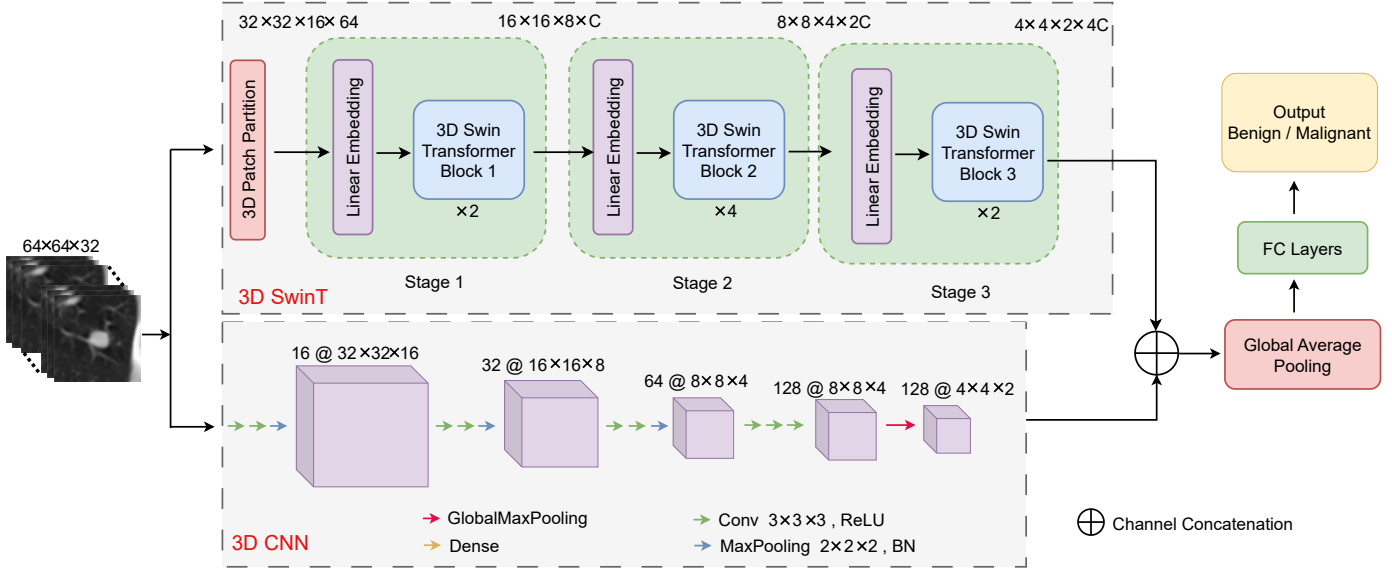 32×32×16×64
16×16×8×C
8×8×4×2C
4×4×2×4C
3D Patch Partition
Linear Embedding
3D Swin
Transformer
Block 1
×2
Linear Embedding
3D Swin
Transformer
Block 2
×4
Linear Embedding
3D Swin
Transformer
Block 3
×2
Stage 1
Stage 2
Stage 3
3D SwinT
64×64×32
Output
Benign / Malignant
FC Layers
Global Average
Pooling
16 @ 32×32×16
32 @ 16×16×8
64 @ 8×8×4
128 @ 8×8×4
128 @ 4×4×2
GlobalMaxPooling
Conv 3×3×3 , ReLU
Dense
MaxPooling 2×2×2 , BN
3D CNN
Channel Concatenation